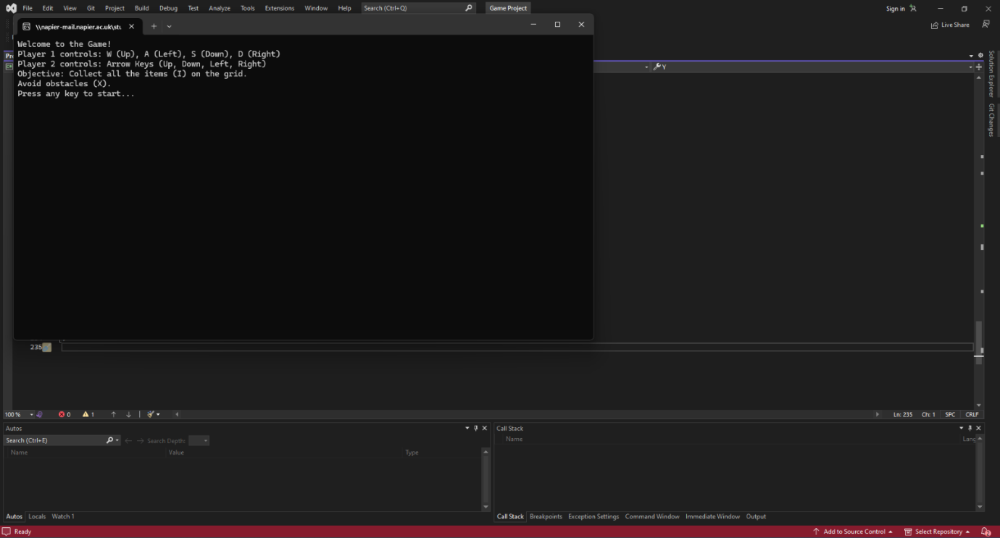 File Edit View Git Project Build Debug Test Analyze Tools Extensions Window Help Search (Ctrl+Q) Game Project Sign in
\\napier-mail.napier.ac.uk\stu
Live Share
Welcome to the Game!
Player 1 controls: W (Up), A (Left), S (Down), D (Right)
Player 2 controls: Arrow Keys (Up, Down, Left, Right)
Objective: Collect all the items (I) on the grid.
Avoid obstacles (X).
Press any key to start...
Y
Solution Explorer
Git Changes
235
100 % 0 1 Ln: 235 Ch: 1 SPC CRLF
Autos
Search (Ctrl+E) Search Depth:
Name Value Type
Autos Locals Watch 1
Call Stack
Name Lang
Call Stack Breakpoints Exception Settings Command Window Immediate Window Output
Ready Add to Source Control Select Repository